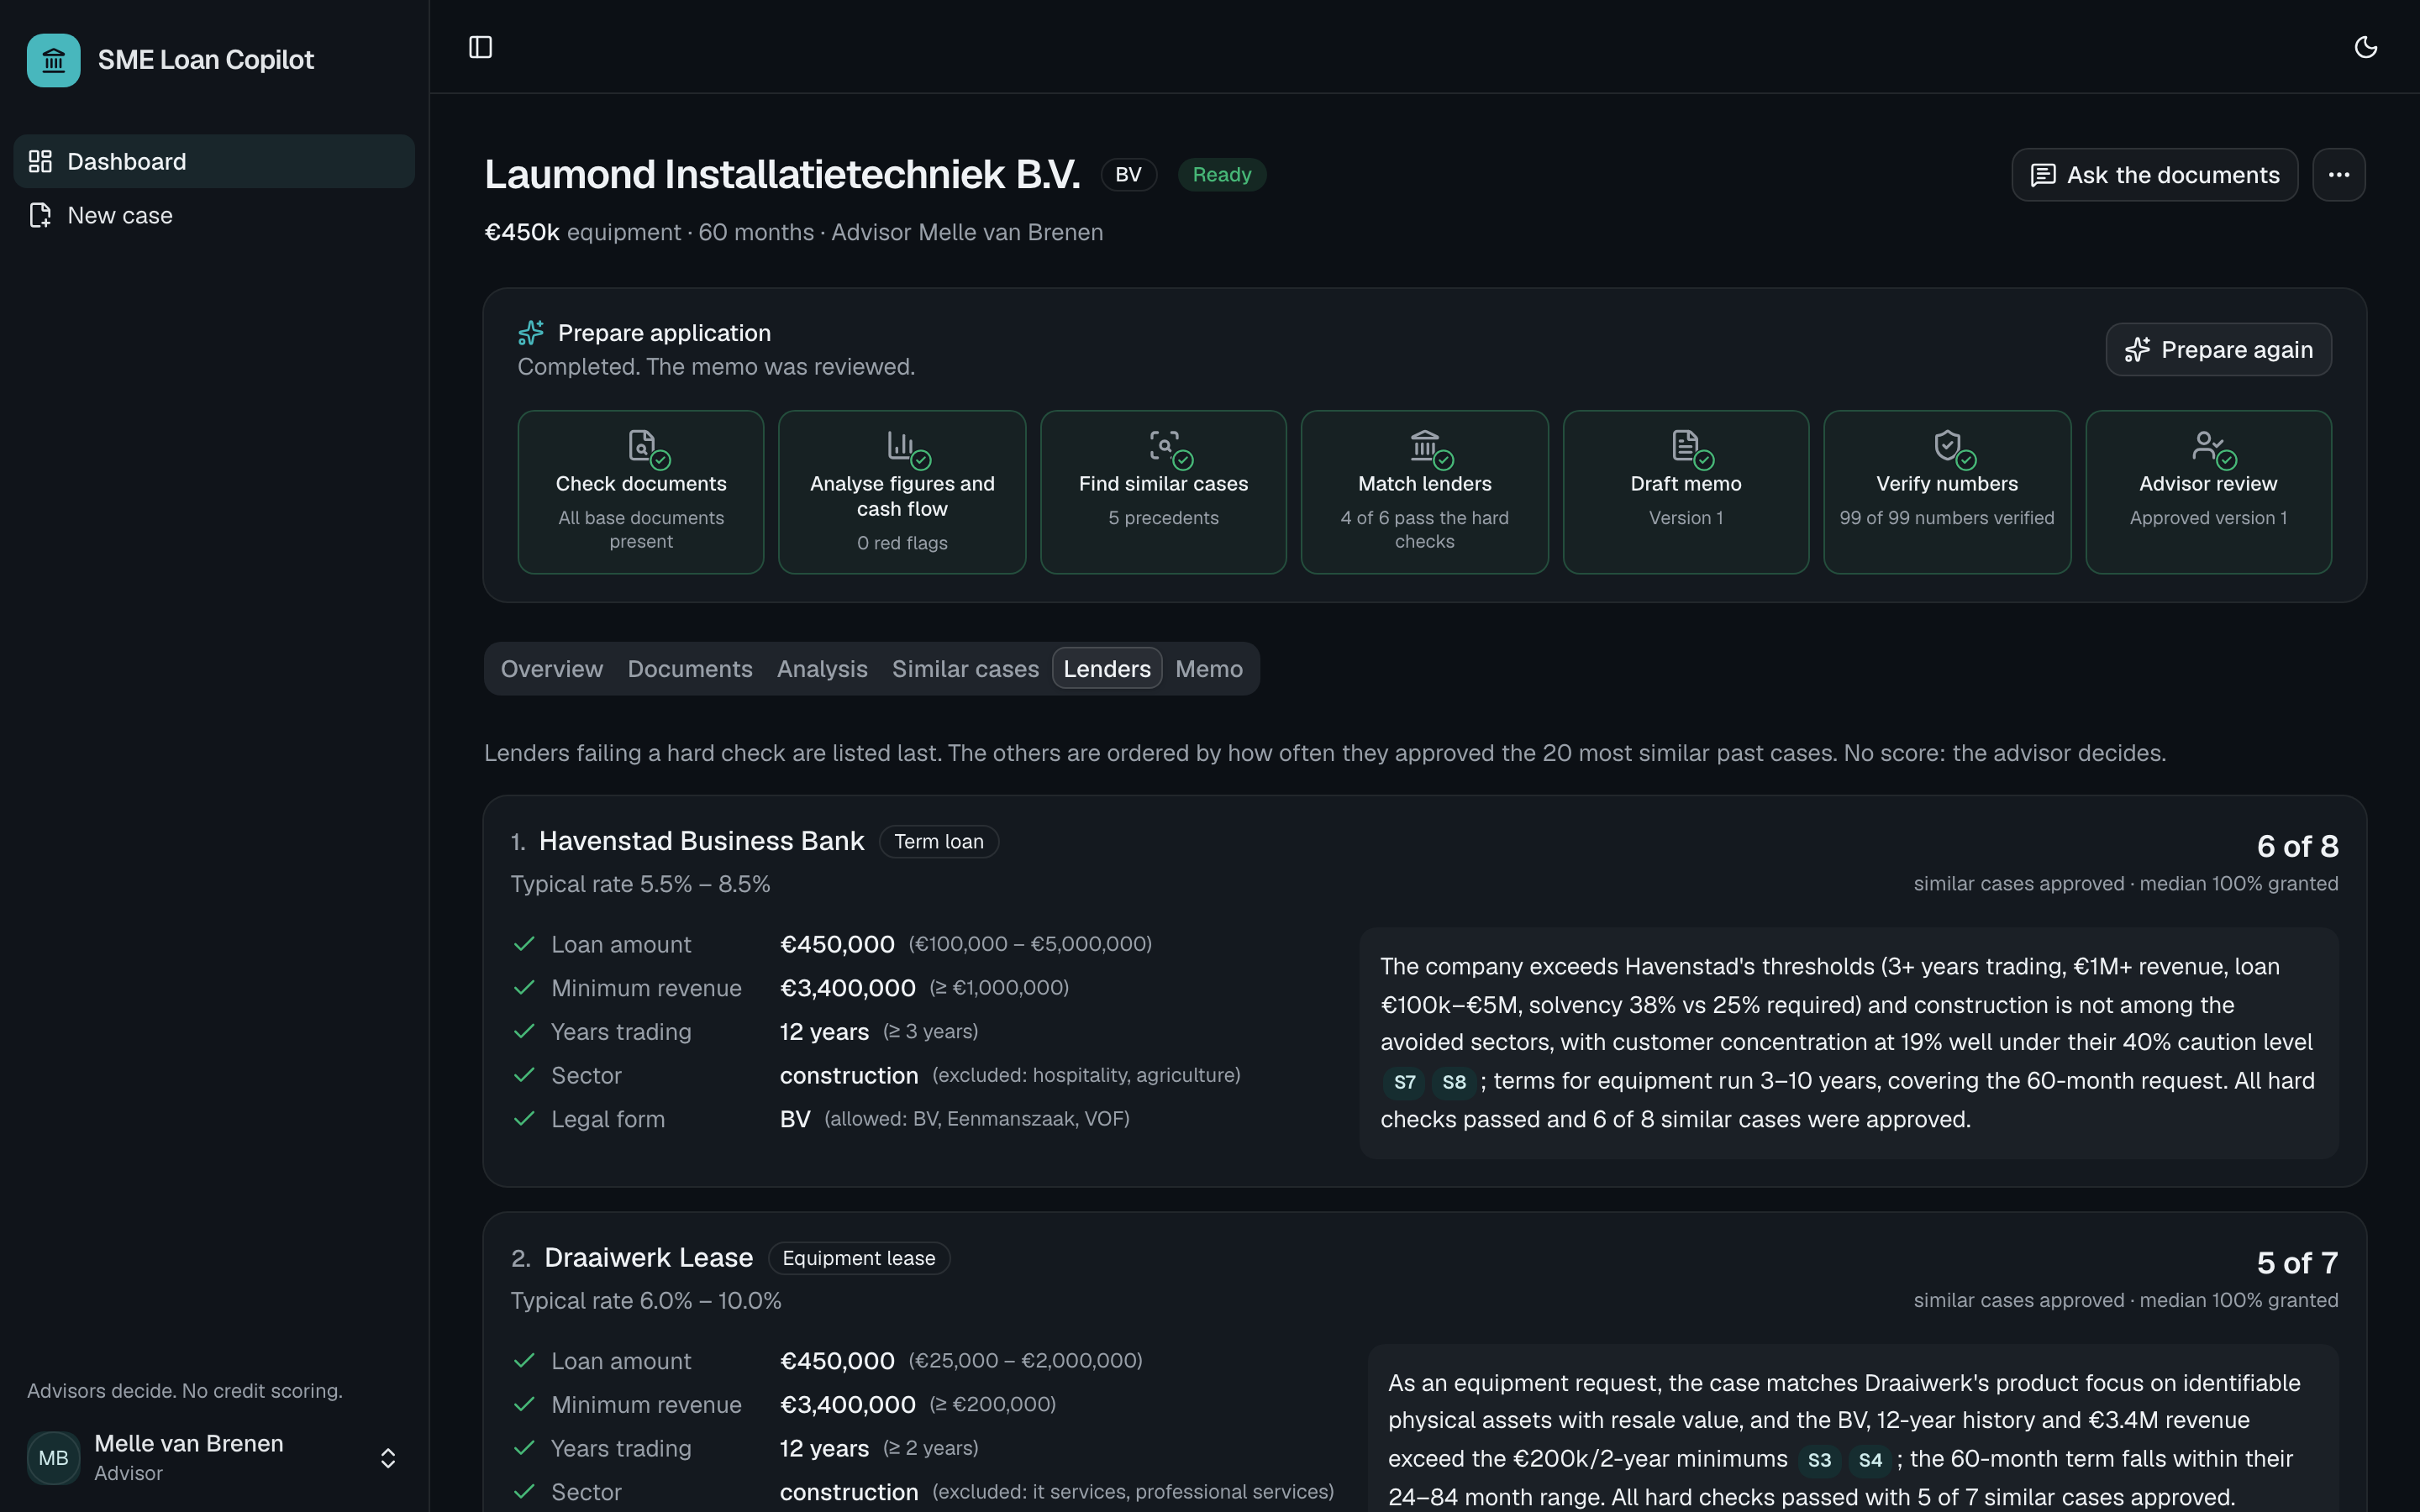 SME Loan Copilot
Dashboard
New case
Laumond Installatietechniek B.V. BV Ready
Ask the documents
€450k equipment · 60 months · Advisor Melle van Brenen
Prepare application
Completed. The memo was reviewed.
Prepare again
Check documents
All base documents
present
Analyse figures and
cash flow
0 red flags
Find similar cases
5 precedents
Match lenders
4 of 6 pass the hard
checks
Draft memo
Version 1
Verify numbers
99 of 99 numbers verified
Advisor review
Approved version 1
Overview Documents Analysis Similar cases Lenders Memo
Lenders failing a hard check are listed last. The others are ordered by how often they approved the 20 most similar past cases. No score: the advisor decides.
1. Havenstad Business Bank Term loan
6 of 8
Typical rate 5.5% – 8.5%
similar cases approved · median 100% granted
Loan amount €450,000 (€100,000 – €5,000,000)
Minimum revenue €3,400,000 (≥ €1,000,000)
Years trading 12 years (≥ 3 years)
Sector construction (excluded: hospitality, agriculture)
Legal form BV (allowed: BV, Eenmanszaak, VOF)
The company exceeds Havenstad's thresholds (3+ years trading, €1M+ revenue, loan
€100k–€5M, solvency 38% vs 25% required) and construction is not among the
avoided sectors, with customer concentration at 19% well under their 40% caution level
S7 S8 ; terms for equipment run 3–10 years, covering the 60-month request. All hard
checks passed and 6 of 8 similar cases were approved.
2. Draaiwerk Lease Equipment lease
5 of 7
Typical rate 6.0% – 10.0%
similar cases approved · median 100% granted
Loan amount €450,000 (€25,000 – €2,000,000)
Minimum revenue €3,400,000 (≥ €200,000)
Years trading 12 years (≥ 2 years)
Sector construction (excluded: it services, professional services)
As an equipment request, the case matches Draaiwerk's product focus on identifiable
physical assets with resale value, and the BV, 12-year history and €3.4M revenue
exceed the €200k/2-year minimums S3 S4 ; the 60-month term falls within their
24–84 month range. All hard checks passed with 5 of 7 similar cases approved.
Advisors decide. No credit scoring.
MB
Melle van Brenen
Advisor